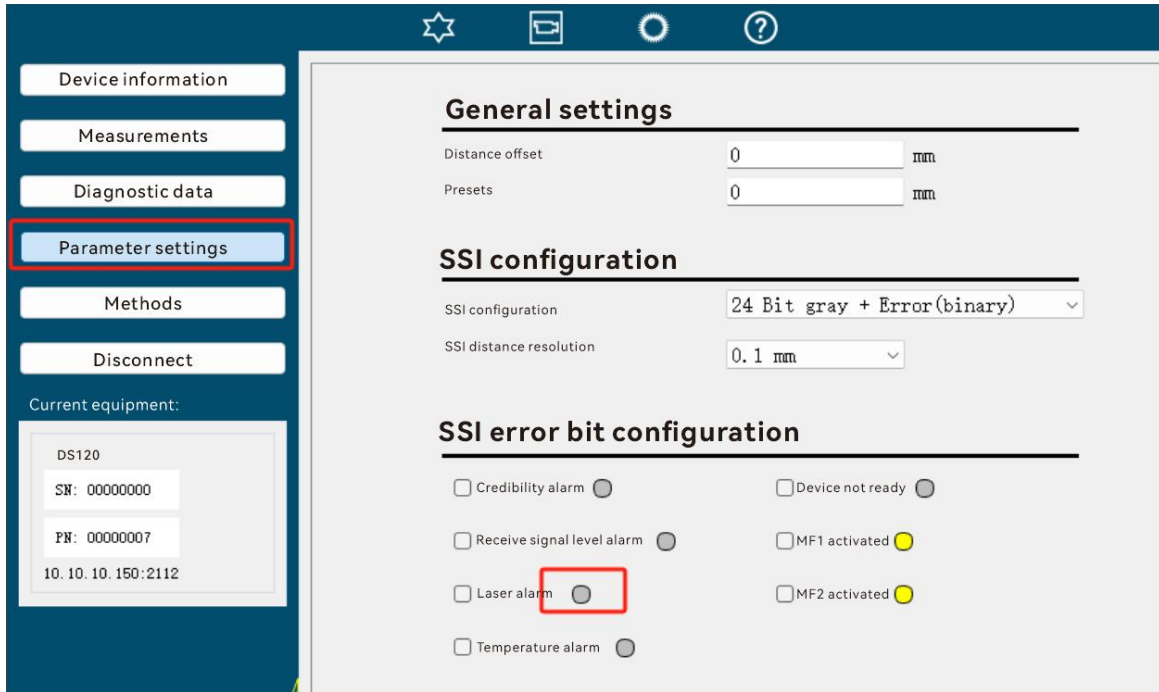 Device information
Measurements
Diagnostic data
Parameter settings
Methods
Disconnect
Current equipment:
DS120
SN: 00000000
PN: 00000007
10.10.10.150:2112
General settings
Distance offset 0 mm
Presets 0 mm
SSI configuration
SSI configuration 24 Bit gray + Error(binary)
SSI distance resolution 0.1 mm
SSI error bit configuration
Credibility alarm Device not ready
Receive signal level alarm MF1 activated
Laser alarm MF2 activated
Temperature alarm